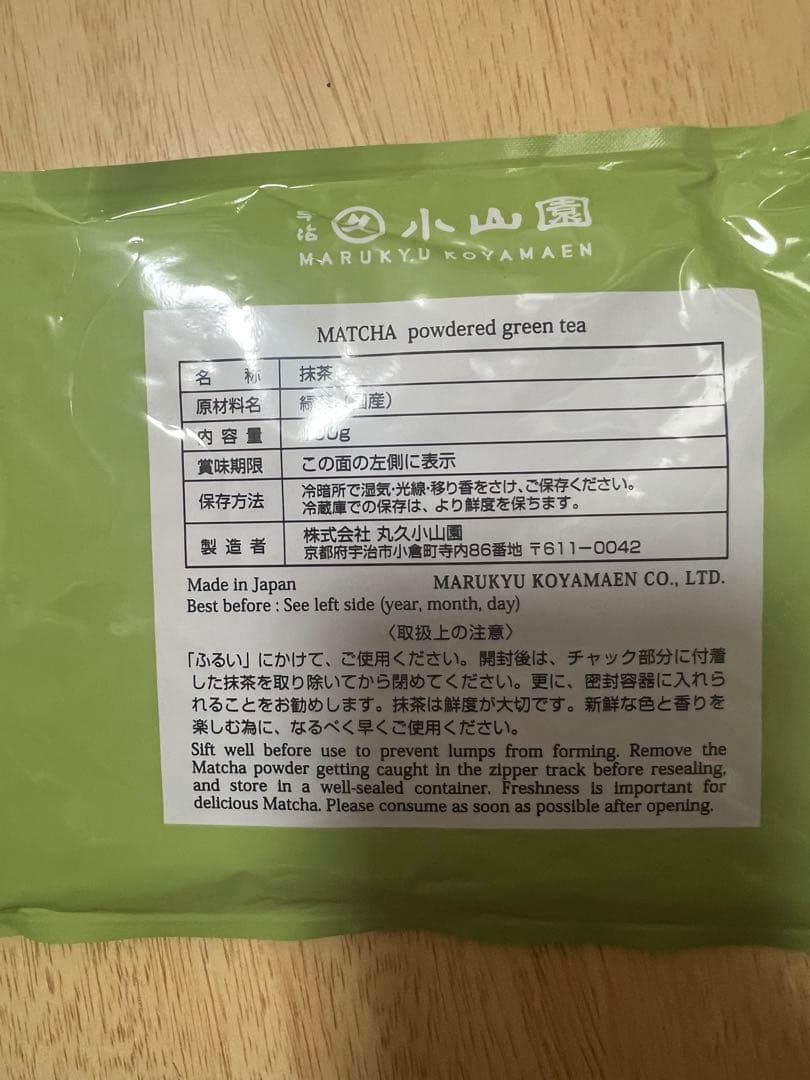 宇治 小山園
MARUKYU KOYAMAEN
MATCHA powdered green tea
名 称 抹茶
原材料名 産）
内容量 g
賞味期限 この面の左側に表示
保存方法 冷暗所で湿気・光線・移り香をさけ、ご保存ください。
冷蔵庫での保存は、より鮮度を保ちます。
製造者 株式会社 丸久小山園
京都府宇治市小倉町寺内86番地 〒611-0042
Made in Japan MARUKYU KOYAMAEN CO., LTD.
Best before : See left side (year, month, day)
〈取扱上の注意〉
「ふるい」にかけて、ご使用ください。開封後は、チャック部分に付着
した抹茶を取り除いてから閉めてください。更に、密封容器に入れら
れることをお勧めします。抹茶は鮮度が大切です。新鮮な色と香りを
楽しむ為に、なるべく早くご使用ください。
Sift well before use to prevent lumps from forming. Remove the
Matcha powder getting caught in the zipper track before resealing,
and store in a well-sealed container. Freshness is important for
delicious Matcha. Please consume as soon as possible after opening.